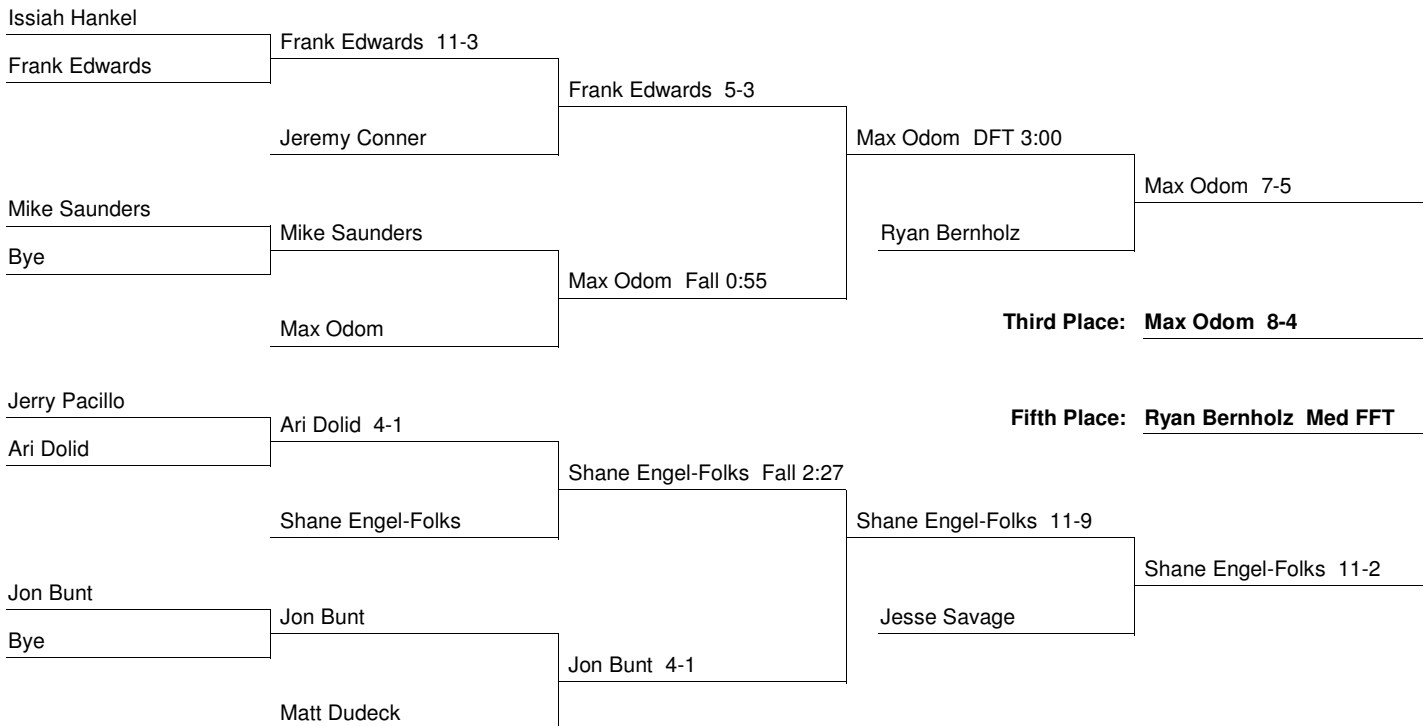 Issiah Hankel
Frank Edwards 11-3
Frank Edwards
Frank Edwards 5-3
Jeremy Conner
Max Odom DFT 3:00
Max Odom 7-5
Mike Saunders
Mike Saunders
Ryan Bernholz
Bye
Max Odom Fall 0:55
Max Odom
Third Place: Max Odom 8-4
Jerry Pacillo
Ari Dolid 4-1
Fifth Place: Ryan Bernholz Med FFT
Ari Dolid
Shane Engel-Folks Fall 2:27
Shane Engel-Folks
Shane Engel-Folks 11-9
Shane Engel-Folks 11-2
Jon Bunt
Jon Bunt
Jesse Savage
Bye
Jon Bunt 4-1
Matt Dudeck